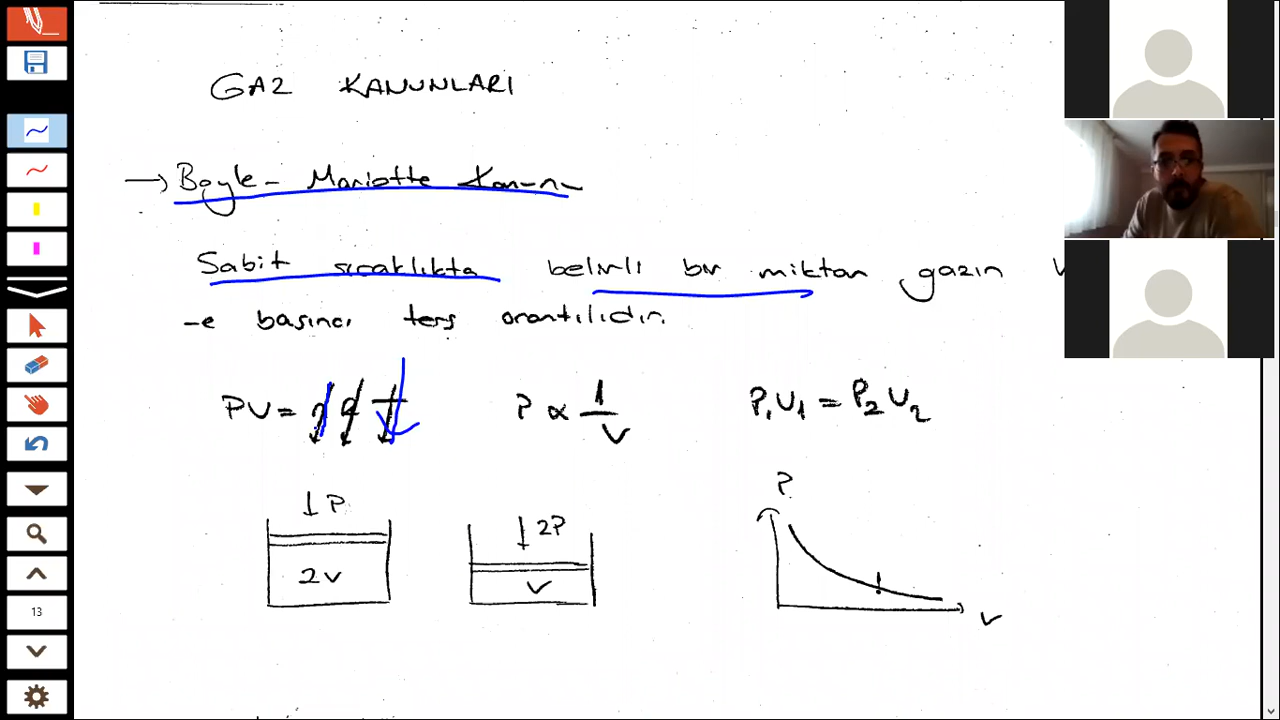 GAZ KANUNLARI
→ Boyle - Mariotte Kanunu
Sabit sıcaklıkta belirli bir miktar gazın
-e basıncı ters orantılıdır.
PV = n R T
P ∝ 1/V
P₁V₁ = P₂V₂
↓P
2V
↓2P
V
P
V
13